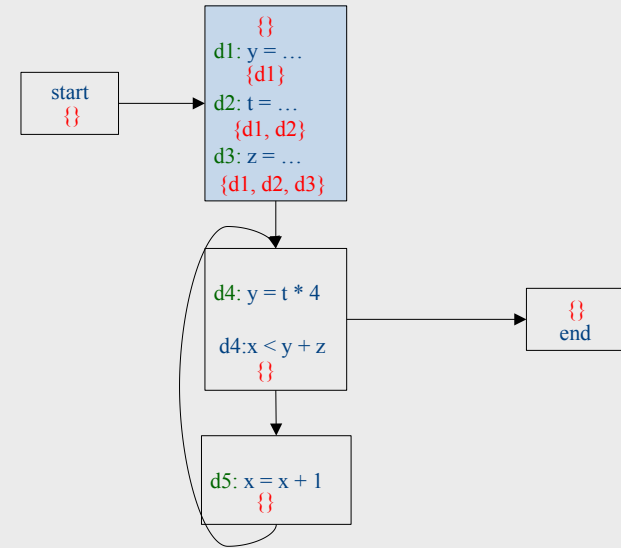 start
{}
{}
d1: y = …
{d1}
d2: t = …
{d1, d2}
d3: z = …
{d1, d2, d3}
d4: y = t * 4
d4:x < y + z
{}
{}
end
d5: x = x + 1
{}